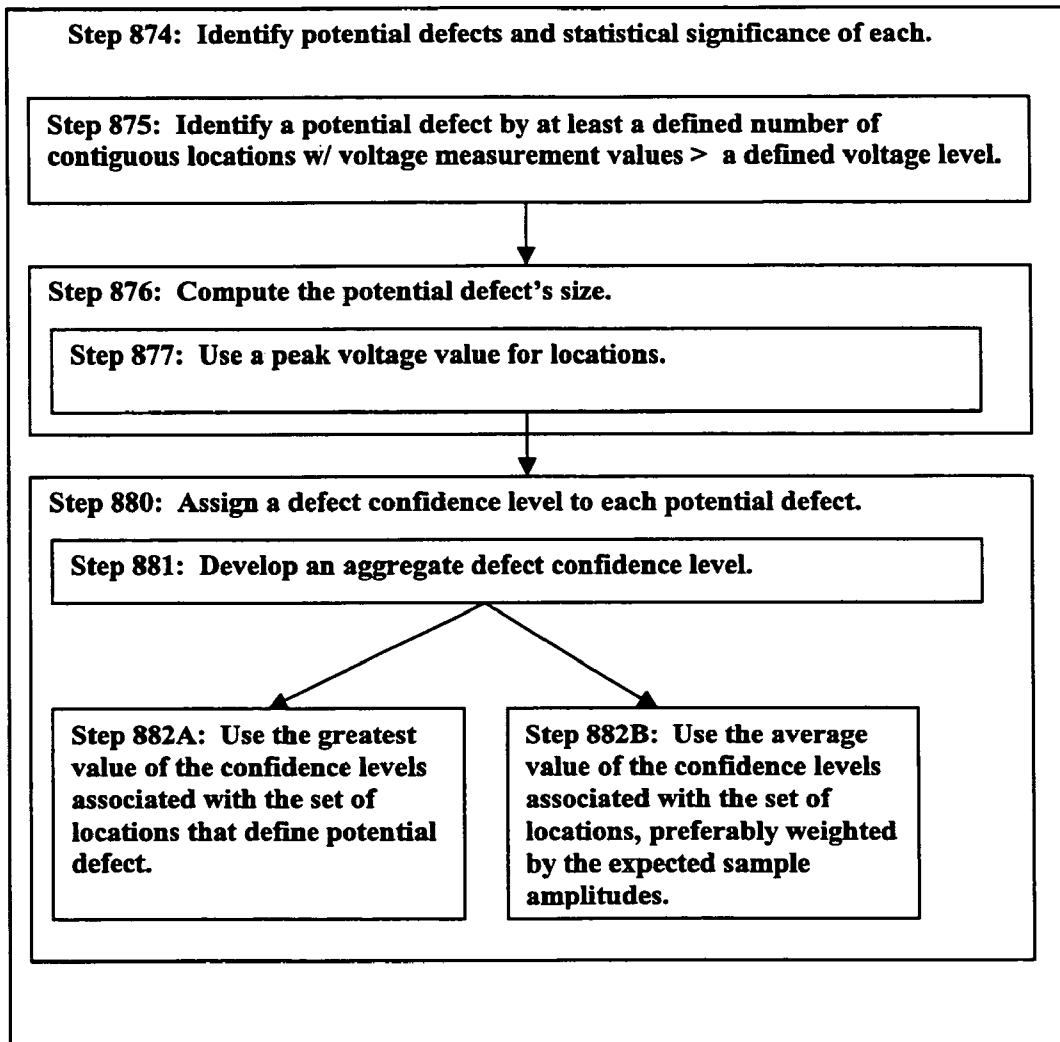 Step 874: Identify potential defects and statistical significance of each.
Step 875: Identify a potential defect by at least a defined number of
contiguous locations w/ voltage measurement values > a defined voltage level.
Step 876: Compute the potential defect's size.
Step 877: Use a peak voltage value for locations.
Step 880: Assign a defect confidence level to each potential defect.
Step 881: Develop an aggregate defect confidence level.
Step 882A: Use the greatest
value of the confidence levels
associated with the set of
locations that define potential
defect.
Step 882B: Use the average
value of the confidence levels
associated with the set of
locations, preferably weighted
by the expected sample
amplitudes.